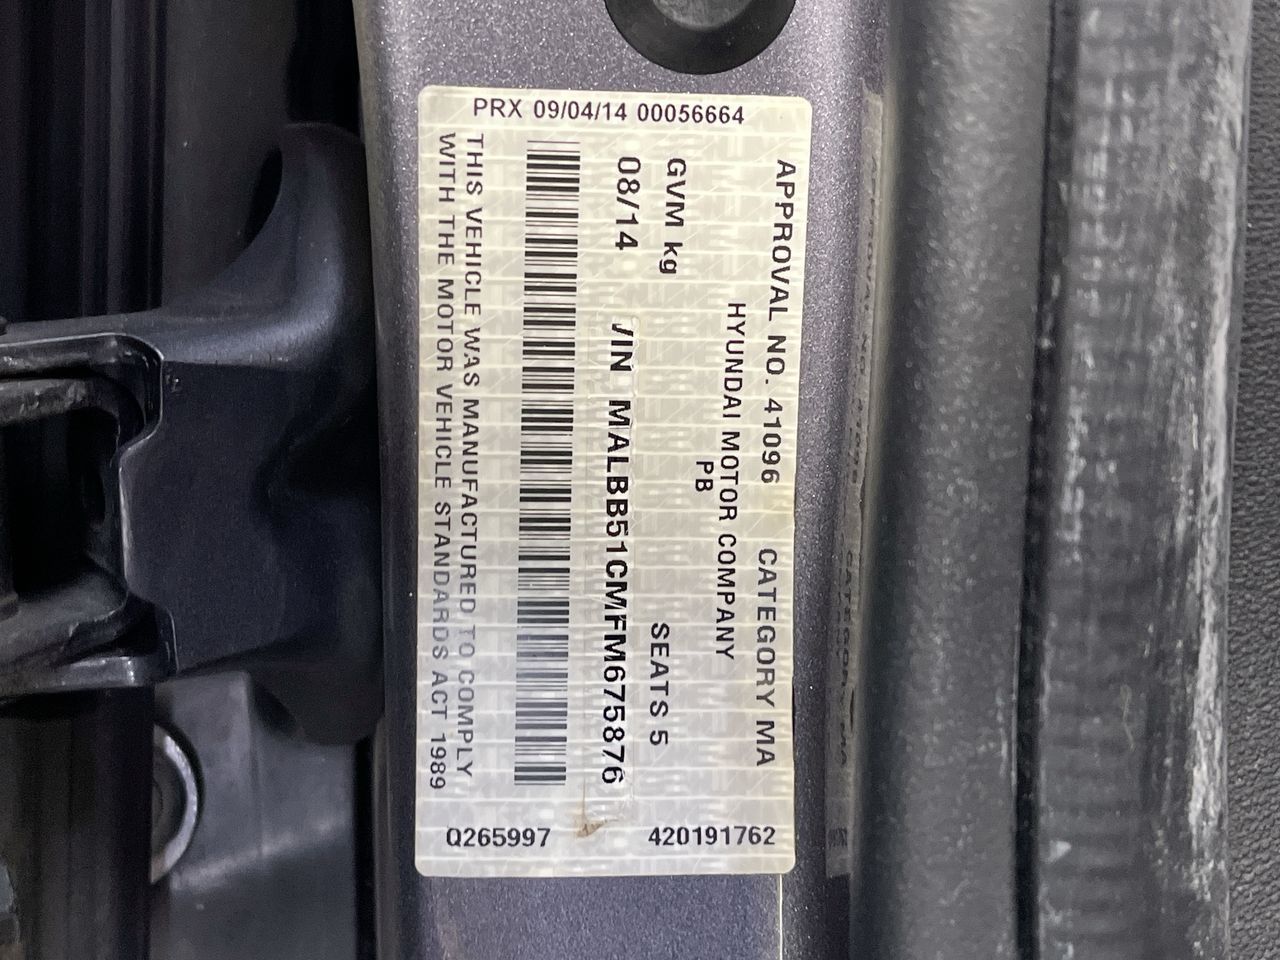 PRX 09/04/14 00056664
APPROVAL NO. 41096 CATEGORY MA
HYUNDAI MOTOR COMPANY
PB
GVM kg SEATS 5
08/14 VIN MALBB51CMFM675876
THIS VEHICLE WAS MANUFACTURED TO COMPLY
WITH THE MOTOR VEHICLE STANDARDS ACT 1989
Q265997 420191762